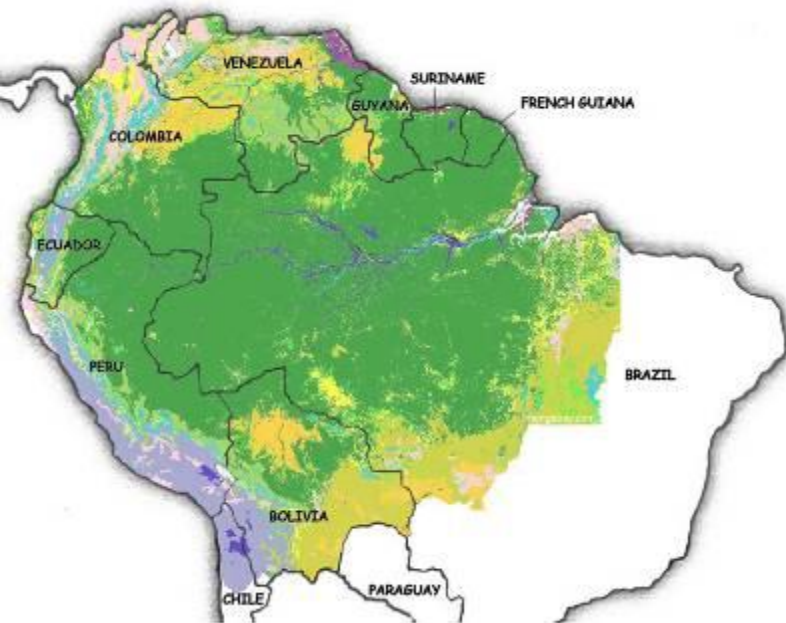 VENEZUELA
SURINAME
GUYANA
FRENCH GUIANA
COLOMBIA
ECUADOR
PERU
BRAZIL
BOLIVIA
CHILE
PARAGUAY